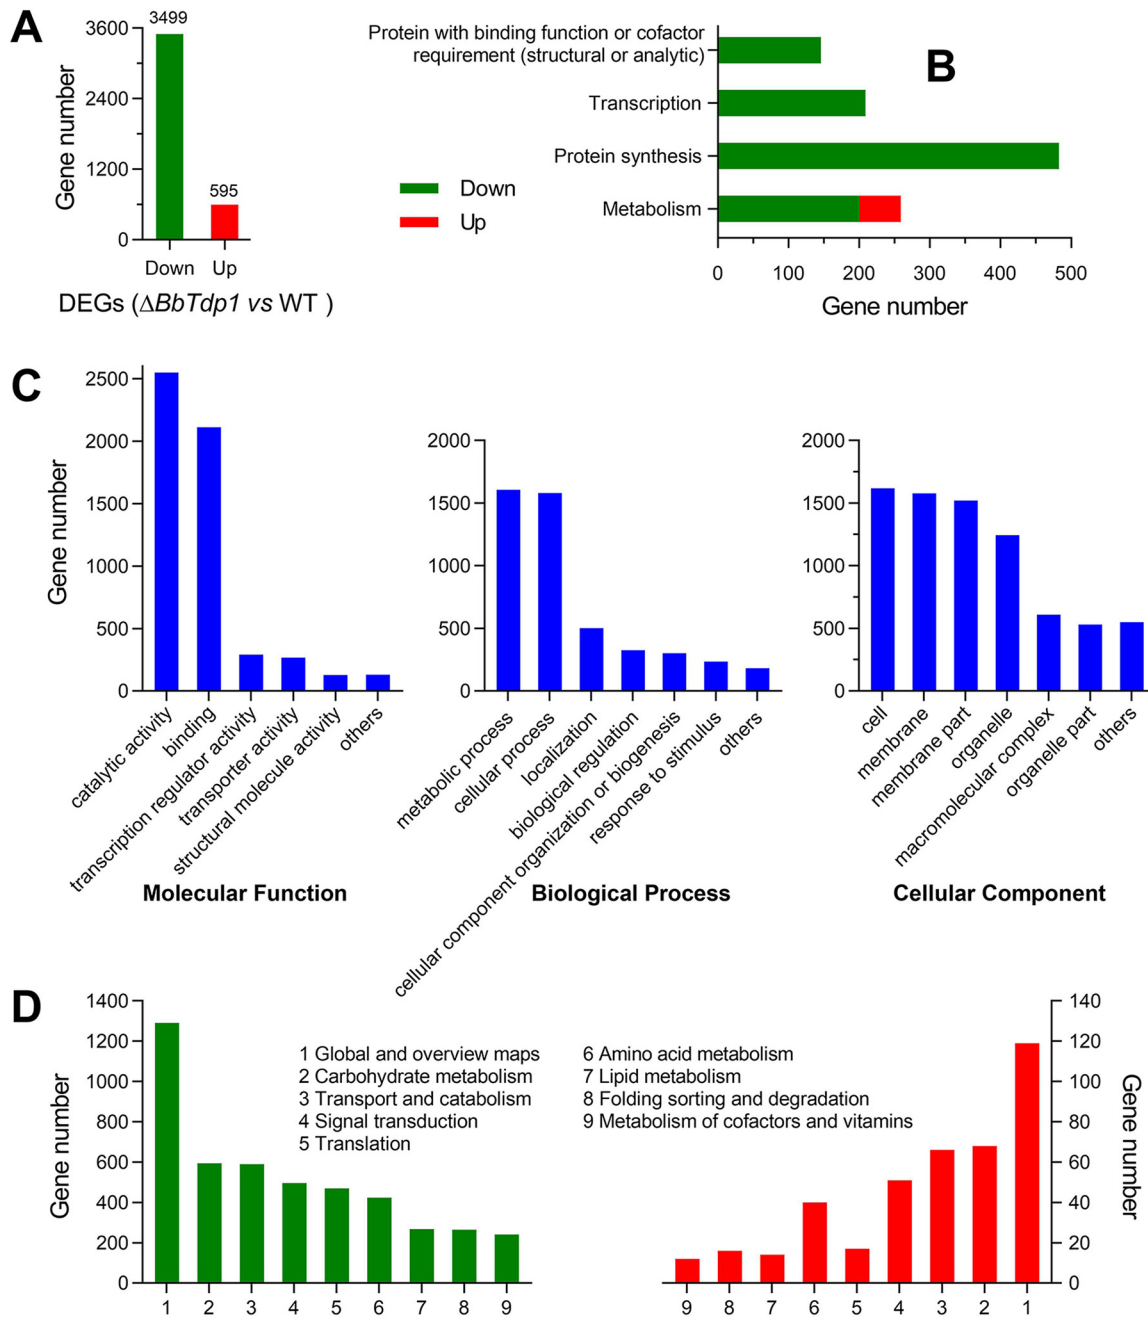 A
3499
3600
2400
1200
0
Gene number
595
Down
Up
DEGs (ΔBbTdp1 vs WT )
Down
Up
B
Protein with binding function or cofactor
requirement (structural or analytic)
Transcription
Protein synthesis
Metabolism
0 100 200 300 400 500
Gene number
C
Gene number
2500
2000
1500
1000
500
0
catalytic activity
binding
transcription regulator activity
transporter activity
structural molecule activity
others
Molecular Function
2000
1500
1000
500
0
metabolic process
cellular process
localization
biological regulation
cellular component organization or biogenesis
response to stimulus
others
Biological Process
2000
1500
1000
500
0
cell
membrane
membrane part
organelle
macromolecular complex
organelle part
others
Cellular Component
D
Gene number
1400
1200
1000
800
600
400
200
0
1 2 3 4 5 6 7 8 9
1 Global and overview maps
2 Carbohydrate metabolism
3 Transport and catabolism
4 Signal transduction
5 Translation
6 Amino acid metabolism
7 Lipid metabolism
8 Folding sorting and degradation
9 Metabolism of cofactors and vitamins
140
120
100
80
60
40
20
0
Gene number
9 8 7 6 5 4 3 2 1